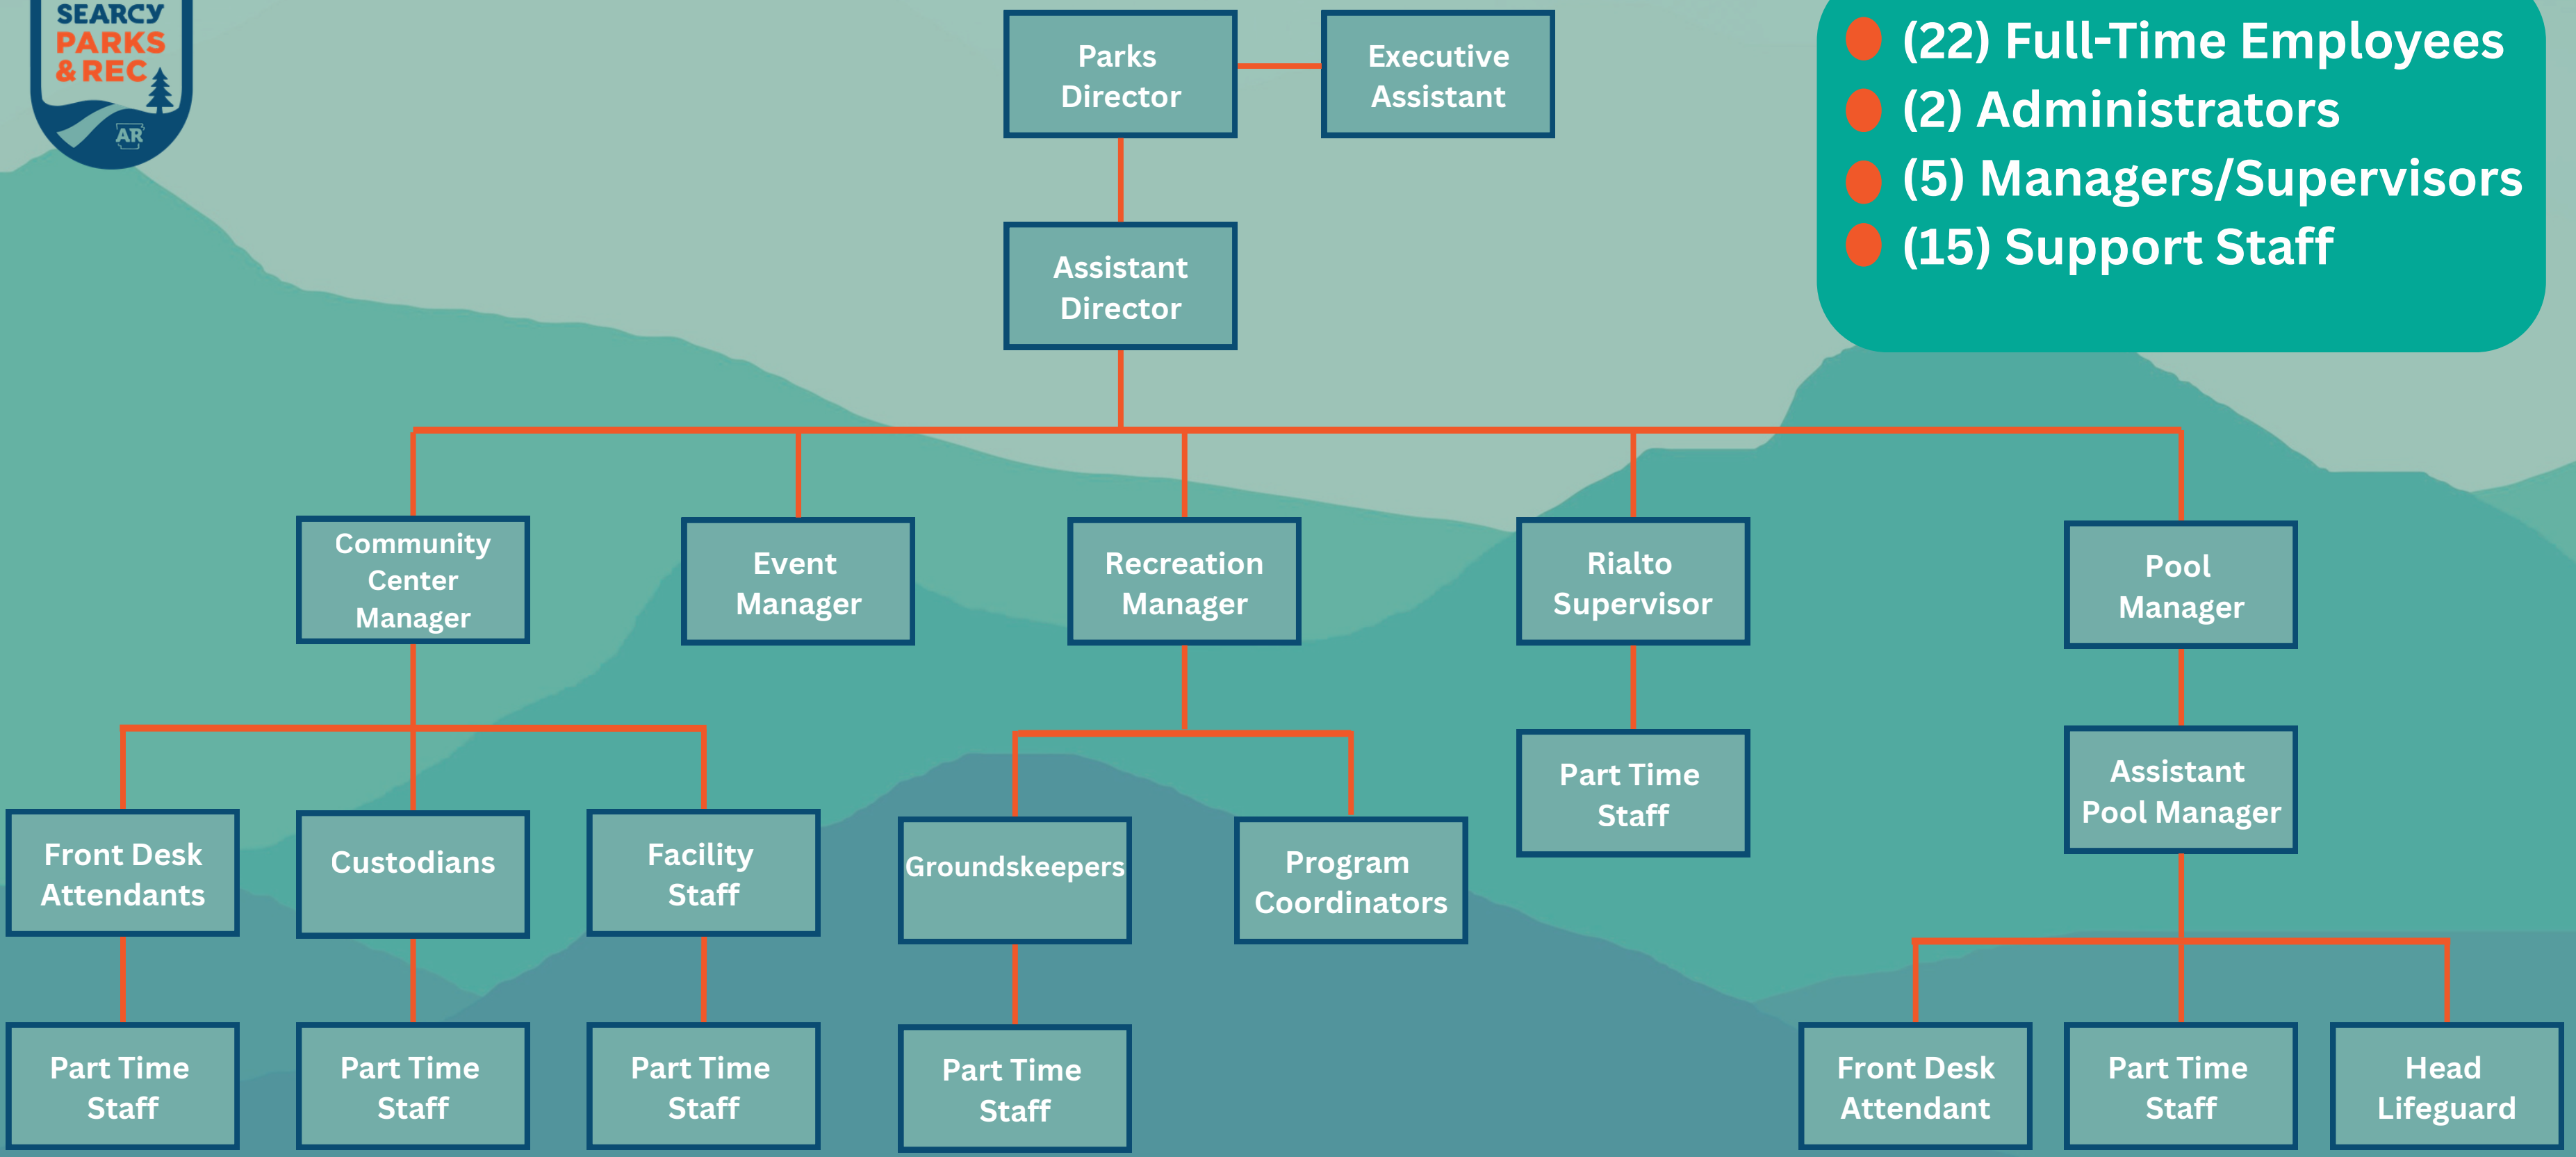 SEARCY
PARKS
& REC
AR
Parks
Director
Executive
Assistant
(22) Full-Time Employees
(2) Administrators
(5) Managers/Supervisors
(15) Support Staff
Assistant
Director
Community
Center
Manager
Event
Manager
Recreation
Manager
Rialto
Supervisor
Pool
Manager
Front Desk
Attendants
Custodians
Facility
Staff
Groundskeepers
Program
Coordinators
Part Time
Staff
Assistant
Pool Manager
Part Time
Staff
Part Time
Staff
Part Time
Staff
Part Time
Staff
Front Desk
Attendant
Part Time
Staff
Head
Lifeguard